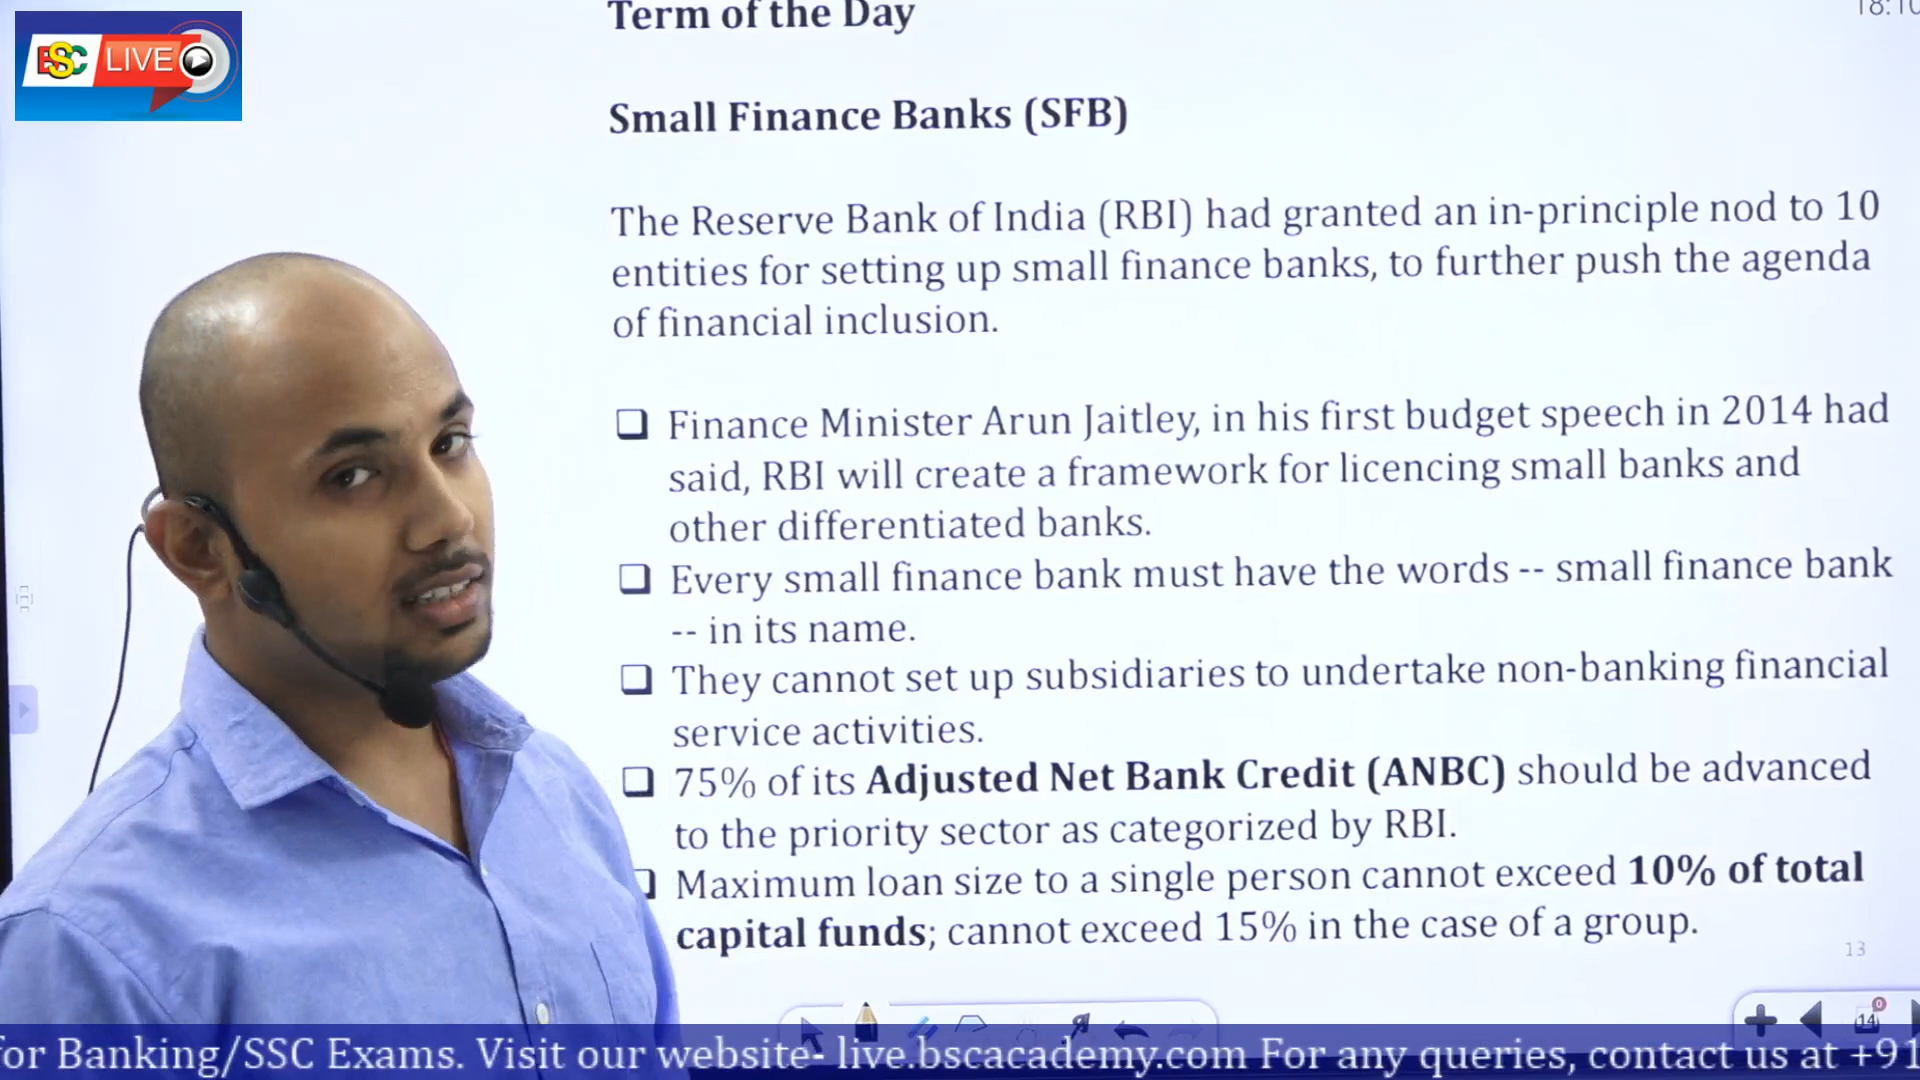 Term of the Day
18:10
BSC LIVE
Small Finance Banks (SFB)
The Reserve Bank of India (RBI) had granted an in-principle nod to 10
entities for setting up small finance banks, to further push the agenda
of financial inclusion.
❑ Finance Minister Arun Jaitley, in his first budget speech in 2014 had
said, RBI will create a framework for licencing small banks and
other differentiated banks.
❑ Every small finance bank must have the words -- small finance bank
-- in its name.
❑ They cannot set up subsidiaries to undertake non-banking financial
service activities.
❑ 75% of its Adjusted Net Bank Credit (ANBC) should be advanced
to the priority sector as categorized by RBI.
❑ Maximum loan size to a single person cannot exceed 10% of total
capital funds; cannot exceed 15% in the case of a group.
13
0
14
for Banking/SSC Exams. Visit our website- live.bscacademy.com For any queries, contact us at +91